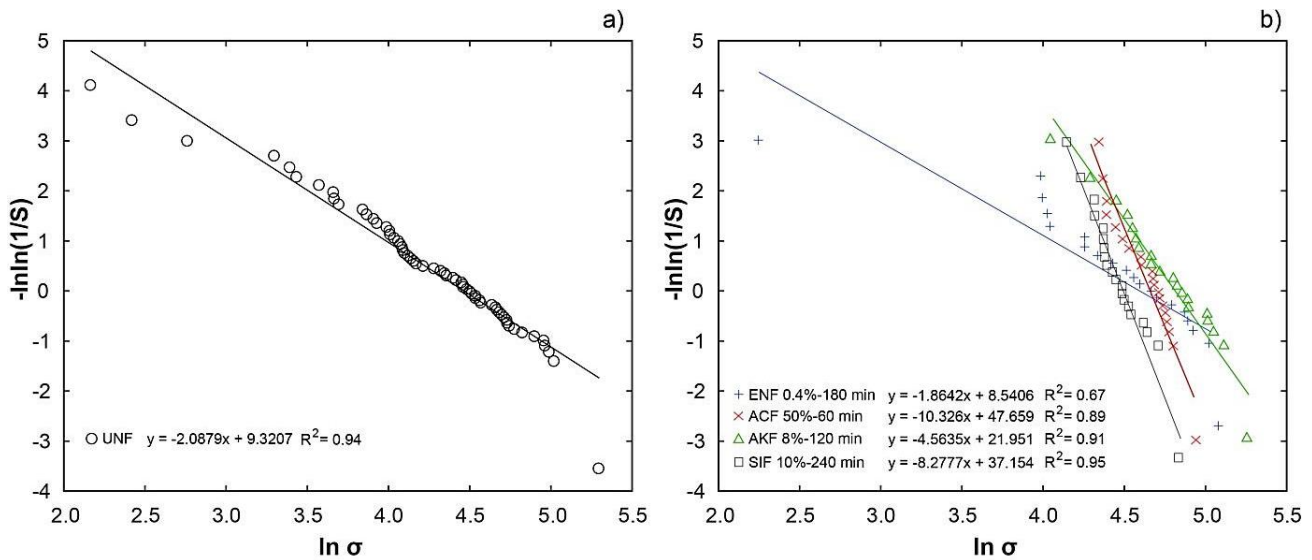 a)
5
4
3
2
1
0
-1
-2
-3
-4
-lnln(1/S)
2.0 2.5 3.0 3.5 4.0 4.5 5.0 5.5
ln σ
UNF y = -2.0879x + 9.3207 R²= 0.94
b)
5
4
3
2
1
0
-1
-2
-3
-4
-lnln(1/S)
2.0 2.5 3.0 3.5 4.0 4.5 5.0 5.5
ln σ
ENF 0.4%-180 min y = -1.8642x + 8.5406 R²= 0.67
ACF 50%-60 min y = -10.326x + 47.659 R²= 0.89
AKF 8%-120 min y = -4.5635x + 21.951 R²= 0.91
SIF 10%-240 min y = -8.2777x + 37.154 R²= 0.95